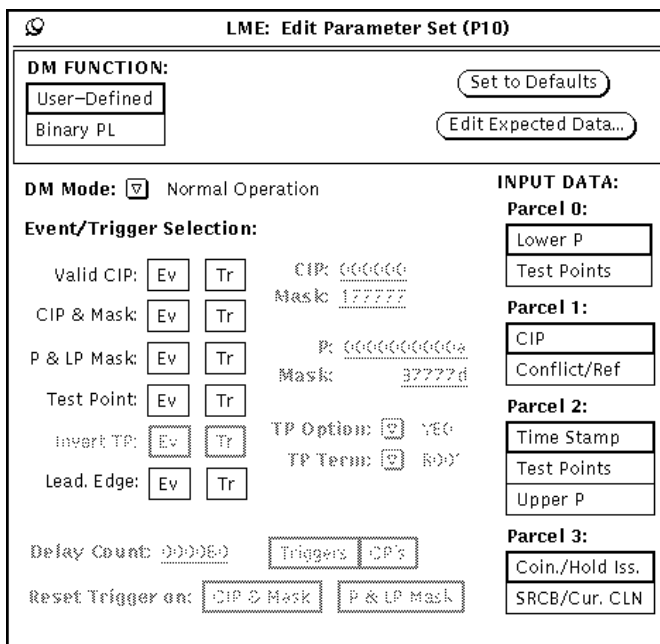 LME: Edit Parameter Set (P10)
DM FUNCTION:
User-Defined
Binary PL
Set to Defaults
Edit Expected Data...
DM Mode: Normal Operation
Event/Trigger Selection:
Valid CIP: Ev Tr
CIP & Mask: Ev Tr
P & LP Mask: Ev Tr
Test Point: Ev Tr
Invert TP: Ev Tr
Lead. Edge: Ev Tr
CIP: 000000
Mask: 177777
P: 0000000000a
Mask: 37777d
TP Option: YE0
TP Term: R00'
Delay Count: 000060 Triggers CP's
Reset Trigger on: CIP & Mask P & LP Mask
INPUT DATA:
Parcel 0:
Lower P
Test Points
Parcel 1:
CIP
Conflict/Ref
Parcel 2:
Time Stamp
Test Points
Upper P
Parcel 3:
Coin./Hold Iss.
SRCB/Cur. CLN